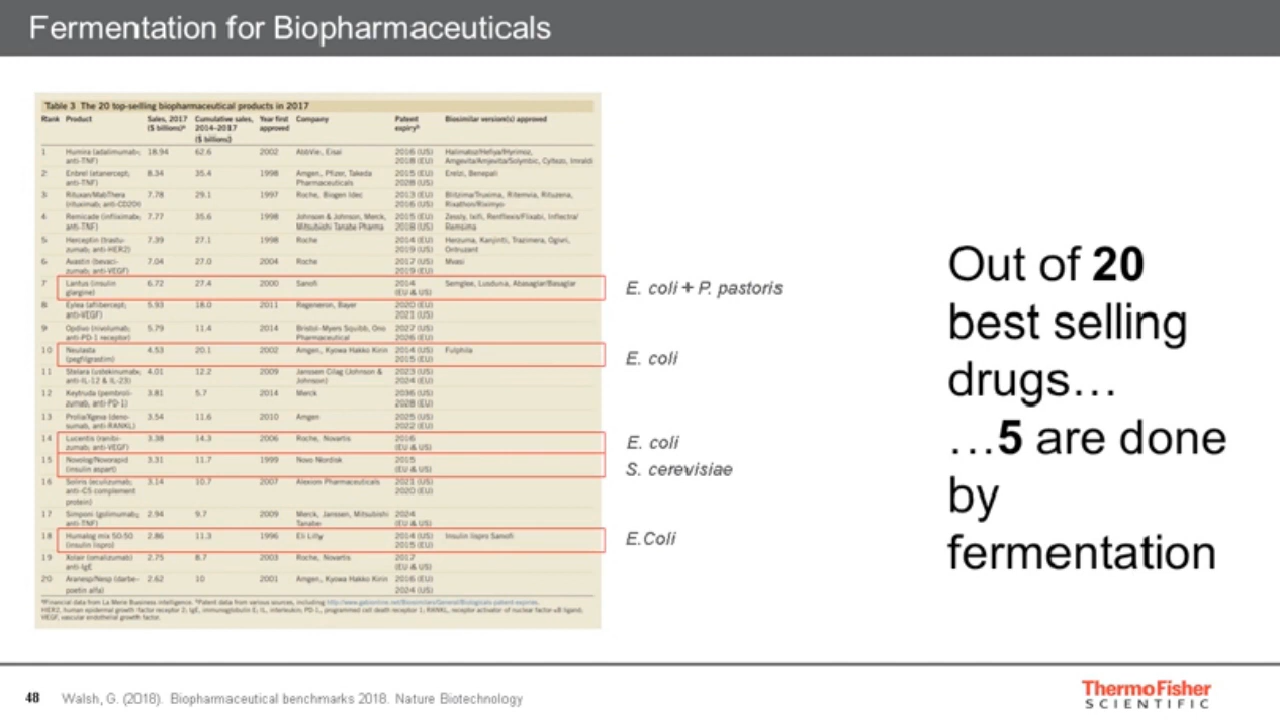 Fermentation for Biopharmaceuticals
Table 3 The 20 top-selling biopharmaceutical products in 2017
Rank Product Sales, 2017 ($ billions)ª Cumulative sales, 2014–2017 ($ billions) Year first approved Company Patent expiryᵇ Biosimilar version(s) approved
1 Humira (adalimumab; anti-TNF) 18.94 62.6 2002 AbbVie, Eisai 2016 (US) 2018 (EU) Halimatoz/Hefiya/Hyrimoz, Amgevita/Amjevita/Solymbic, Cyltezo, Imraldi
2 Enbrel (etanercept; anti-TNF) 8.34 35.4 1998 Amgen, Pfizer, Takeda Pharmaceuticals 2015 (EU) 2028 (US) Erelzi, Benepali
3 Rituxan/MabThera (rituximab; anti-CD20) 7.78 29.1 1997 Roche, Biogen Idec 2013 (EU) 2016 (US) Blitzima/Truxima, Ritemvia, Rituzena, Rixathon/Riximyo
4 Remicade (infliximab; anti-TNF) 7.77 35.6 1998 Johnson & Johnson, Merck, Mitsubishi Tanabe Pharma 2015 (EU) 2018 (US) Zessly, Ixifi, Renflexis/Flixabi, Inflectra/Remsima
5 Herceptin (trastuzumab; anti-HER2) 7.39 27.1 1998 Roche 2014 (EU) 2019 (US) Herzuma, Kanjinti, Trazimera, Ogivri, Ontruzant
6 Avastin (bevacizumab; anti-VEGF) 7.04 27.0 2004 Roche 2017 (US) 2019 (EU) Mvasi
7 Lantus (insulin glargine) 6.72 27.4 2000 Sanofi 2014 (EU & US) Semglee, Lusduna, Abasaglar/Basaglar
E. coli + P. pastoris
8 Eylea (aflibercept; anti-VEGF) 5.93 18.0 2011 Regeneron, Bayer 2020 (EU) 2021 (US)
9 Opdivo (nivolumab; anti-PD-1 receptor) 5.79 11.4 2014 Bristol-Myers Squibb, Ono Pharmaceutical 2027 (US) 2026 (EU)
10 Neulasta (pegfilgrastim) 4.53 20.1 2002 Amgen, Kyowa Hakko Kirin 2014 (US) 2015 (EU) Fulphila
E. coli
11 Stelara (ustekinumab; anti-IL-12 & IL-23) 4.01 12.2 2009 Janssen Cilag (Johnson & Johnson) 2023 (US) 2024 (EU)
12 Keytruda (pembrolizumab, anti-PD-1) 3.81 5.7 2014 Merck 2036 (US) 2028 (EU)
13 Prolia/Xgeva (denosumab, anti-RANKL) 3.54 11.6 2010 Amgen 2025 (US) 2022 (EU)
14 Lucentis (ranibizumab; anti-VEGF) 3.38 14.3 2006 Roche, Novartis 2016 (EU & US)
E. coli
15 Novolog/Novorapid (insulin aspart) 3.31 11.7 1999 Novo Nordisk 2015 (EU & US)
S. cerevisiae
16 Soliris (eculizumab; anti-C5 complement protein) 3.14 10.7 2007 Alexion Pharmaceuticals 2021 (US) 2020 (EU)
17 Simponi (golimumab; anti-TNF) 2.94 9.7 2009 Merck, Janssen, Mitsubishi Tanabe 2024 (EU & US)
18 Humalog mix 50:50 (insulin lispro) 2.86 11.3 1996 Eli Lilly 2014 (US) 2015 (EU) Insulin lispro Sanofi
E.Coli
19 Xolair (omalizumab) anti-IgE 2.75 8.7 2003 Roche, Novartis 2017 (EU & US)
20 Aranesp/Nesp (darbepoetin alfa) 2.62 10 2001 Amgen, Kyowa Hakko Kirin 2016 (EU) 2024 (US)
ªFinancial data from La Merie Business intelligence. ᵇPatent data from various sources, including
HER2, human epidermal growth factor receptor 2; IgE, immunoglobulin E; IL, interleukin; PD-1, programmed cell death receptor 1; RANKL, receptor activator of nuclear factor-κB ligand;
VEGF, vascular endothelial growth factor.
Out of 20
best selling
drugs…
…5 are done
by
fermentation
48 Walsh, G. (2018). Biopharmaceutical benchmarks 2018. Nature Biotechnology
ThermoFisher
SCIENTIFIC